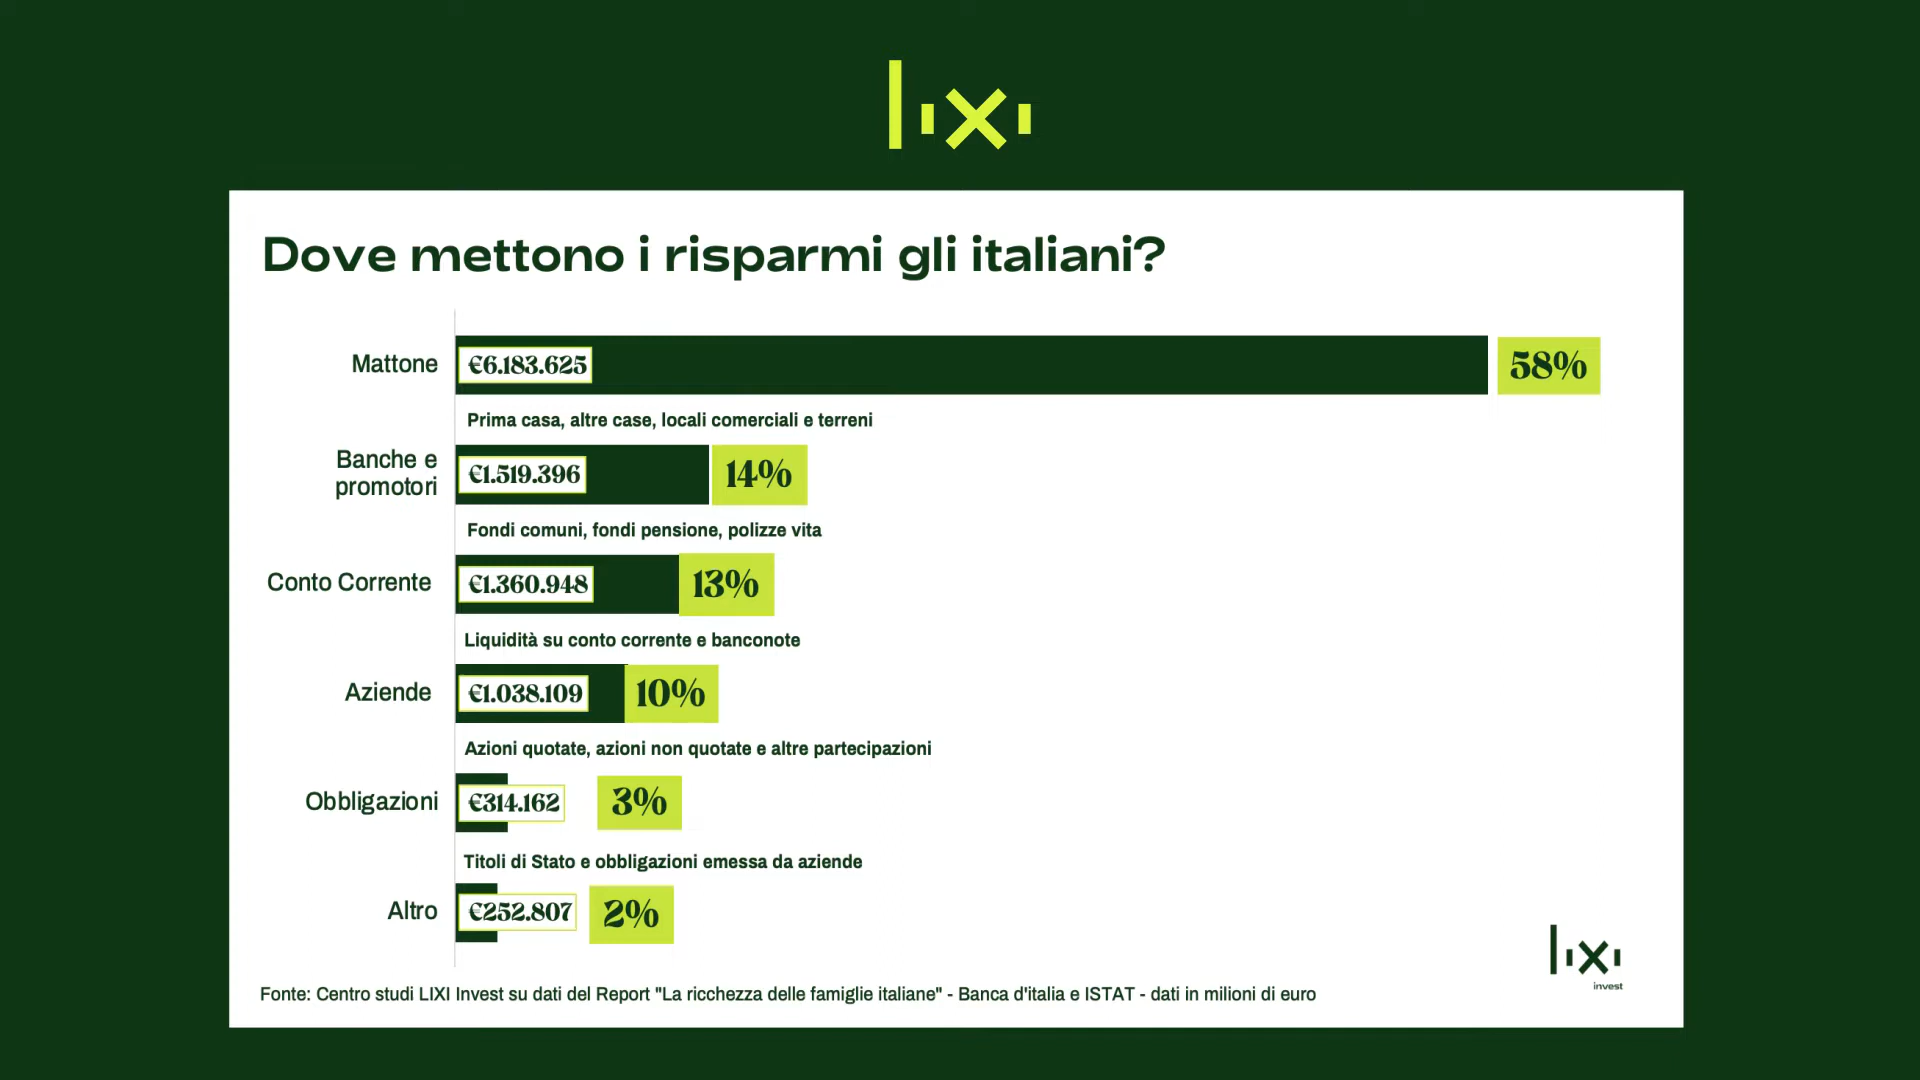 lixi
Dove mettono i risparmi gli italiani?
Mattone
€6.183.625
58%
Prima casa, altre case, locali comerciali e terreni
Banche e
promotori
€1.519.396
14%
Fondi comuni, fondi pensione, polizze vita
Conto Corrente
€1.360.948
13%
Liquidità su conto corrente e banconote
Aziende
€1.038.109
10%
Azioni quotate, azioni non quotate e altre partecipazioni
Obbligazioni
€314.162
3%
Titoli di Stato e obbligazioni emessa da aziende
Altro
€252.807
2%
lixi
invest
Fonte: Centro studi LIXI Invest su dati del Report "La ricchezza delle famiglie italiane" - Banca d'italia e ISTAT - dati in milioni di euro